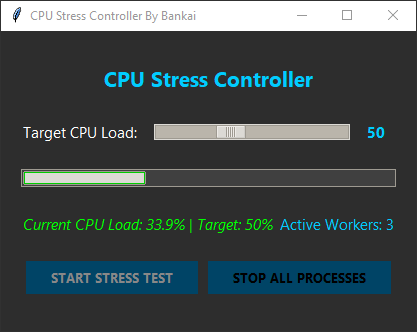 CPU Stress Controller By Bankai
CPU Stress Controller
Target CPU Load: 50
Current CPU Load: 33.9% | Target: 50% Active Workers: 3
START STRESS TEST STOP ALL PROCESSES